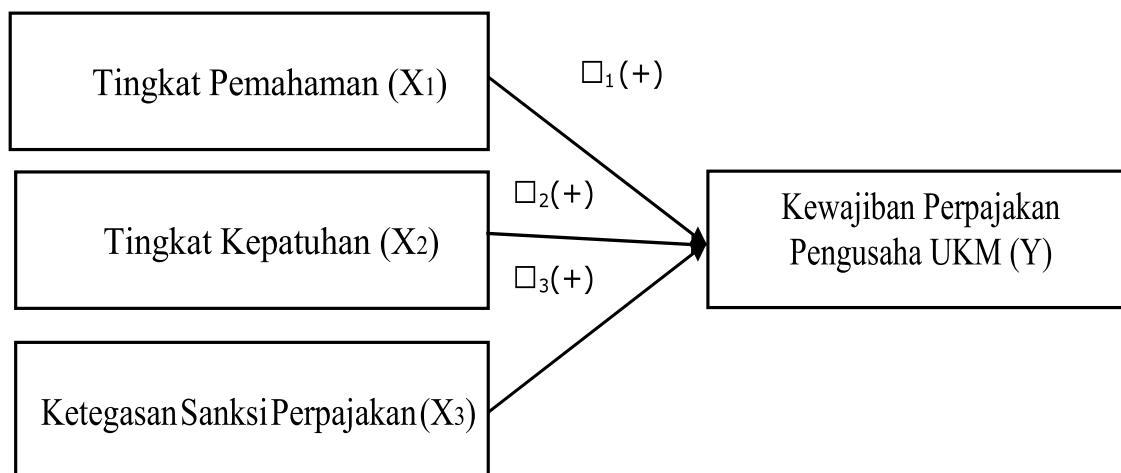 Tingkat Pemahaman (X1)
□1(+)
Tingkat Kepatuhan (X2)
□2(+)
□3(+)
Ketegasan Sanksi Perpajakan (X3)
Kewajiban Perpajakan
Pengusaha UKM (Y)